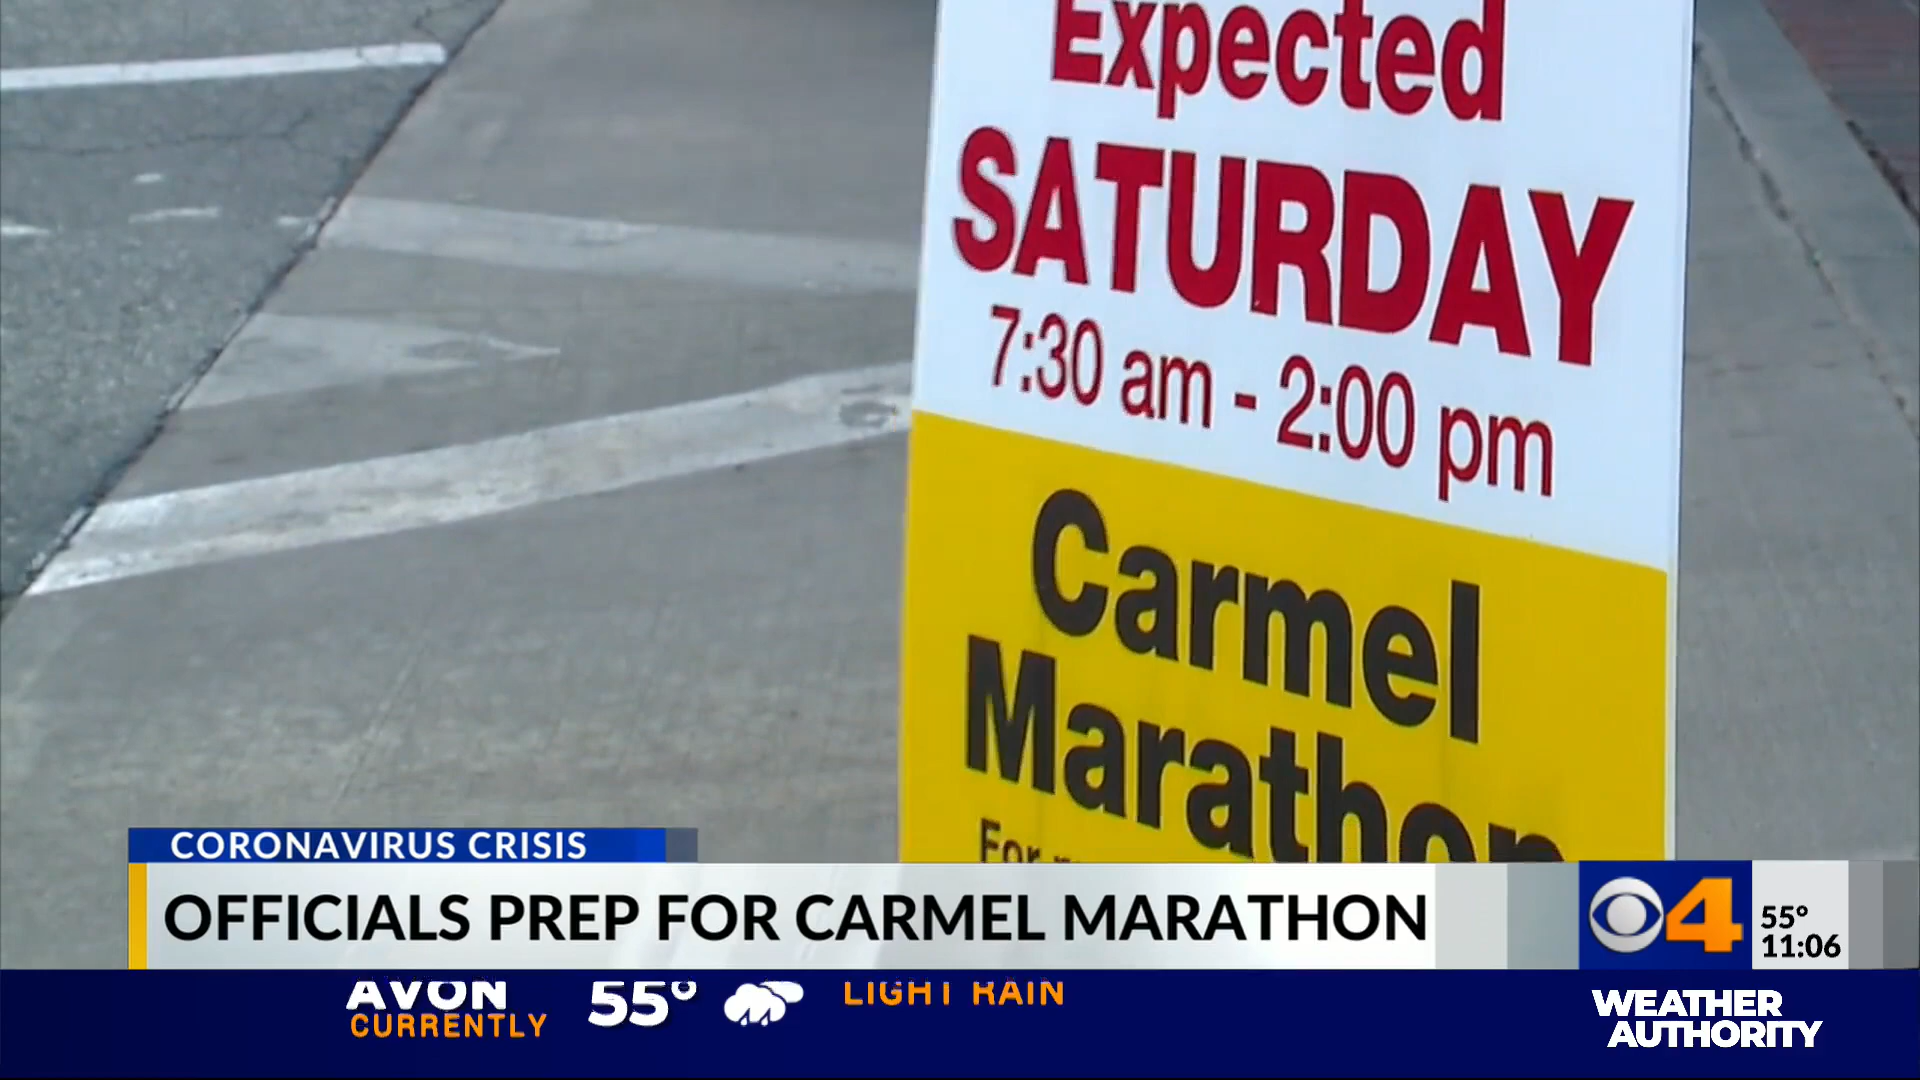 Expected
SATURDAY
7:30 am - 2:00 pm
Carmel
Marathon
For
CORONAVIRUS CRISIS
OFFICIALS PREP FOR CARMEL MARATHON
4
55°
11:06
AVON
CURRENTLY
55°
LIGHT RAIN
WEATHER
AUTHORITY